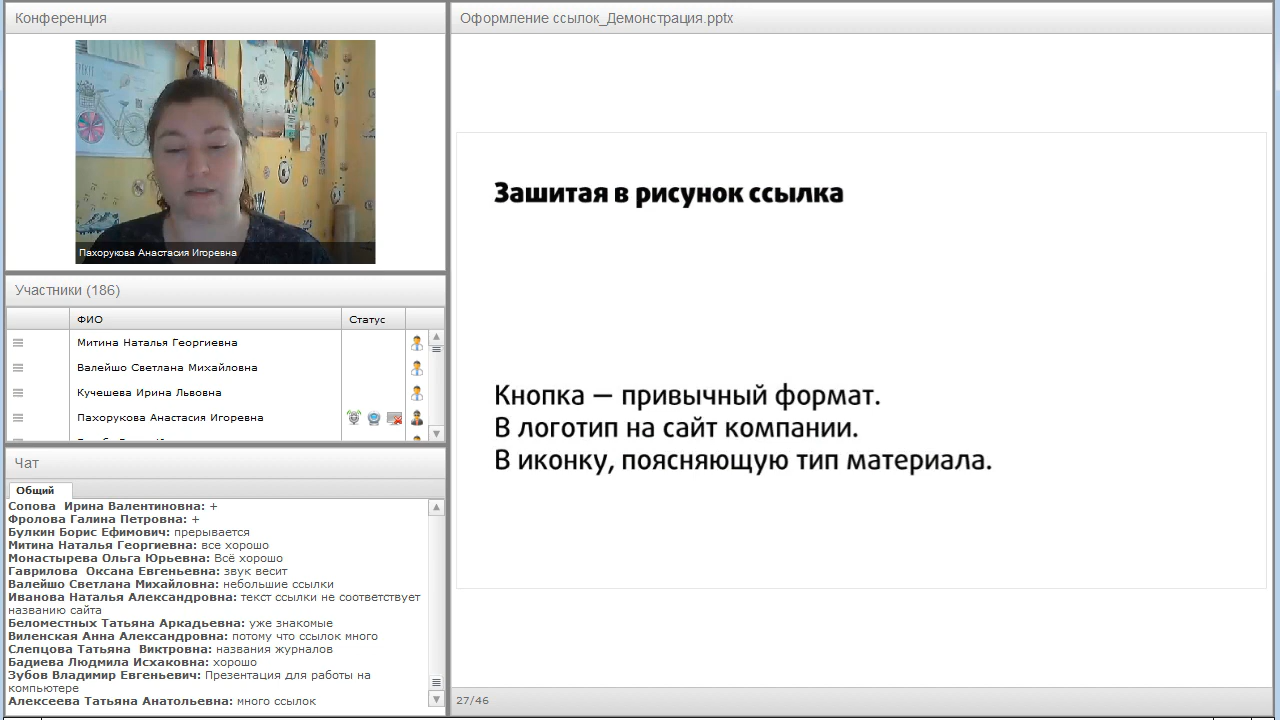 Конференция
Пахорукова Анастасия Игоревна
Участники (186)
ФИО
Статус
Митина Наталья Георгиевна
Валейшо Светлана Михайловна
Кучешева Ирина Львовна
Пахорукова Анастасия Игоревна
Чат
Общий
Сопова Ирина Валентиновна: +
Фролова Галина Петровна: +
Булкин Борис Ефимович: прерывается
Митина Наталья Георгиевна: все хорошо
Монастырева Ольга Юрьевна: Всё хорошо
Гаврилова Оксана Евгеньевна: звук весит
Валейшо Светлана Михайловна: небольшие ссылки
Иванова Наталья Александровна: текст ссылки не соответствует
названию сайта
Беломестных Татьяна Аркадьевна: уже знакомые
Виленская Анна Александровна: потому что ссылок много
Слепцова Татьяна Виктровна: названия журналов
Бадиева Людмила Исхаковна: хорошо
Зубов Владимир Евгеньевич: Презентация для работы на
компьютере
Алексеева Татьяна Анатольевна: много ссылок
Оформление ссылок_Демонстрация.pptx
Зашитая в рисунок ссылка
Кнопка — привычный формат.
В логотип на сайт компании.
В иконку, поясняющую тип материала.
27/46